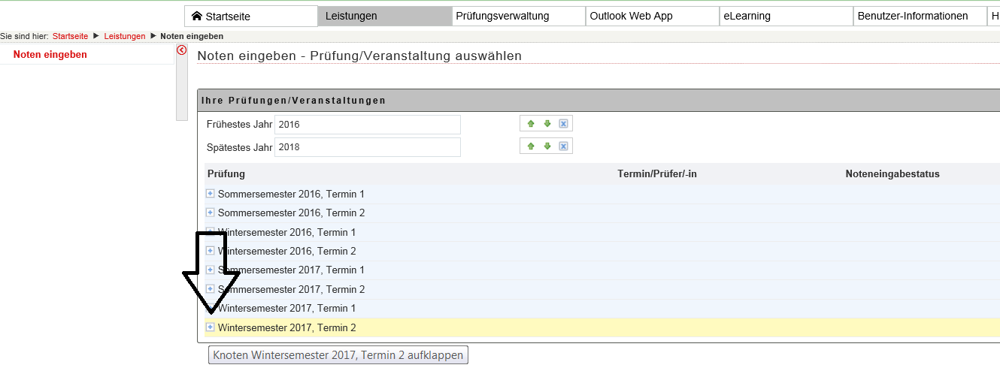 Startseite Leistungen Prüfungsverwaltung Outlook Web App eLearning Benutzer-Informationen H
Sie sind hier: Startseite Leistungen Noten eingeben
Noten eingeben
Noten eingeben - Prüfung/Veranstaltung auswählen
Ihre Prüfungen/Veranstaltungen
Frühestes Jahr 2016
Spätestes Jahr 2018
Prüfung Termin/Prüfer/-in Noteneingabestatus
Sommersemester 2016, Termin 1
Sommersemester 2016, Termin 2
Wintersemester 2016, Termin 1
Wintersemester 2016, Termin 2
Sommersemester 2017, Termin 1
Sommersemester 2017, Termin 2
Wintersemester 2017, Termin 1
Wintersemester 2017, Termin 2
Knoten Wintersemester 2017, Termin 2 aufklappen